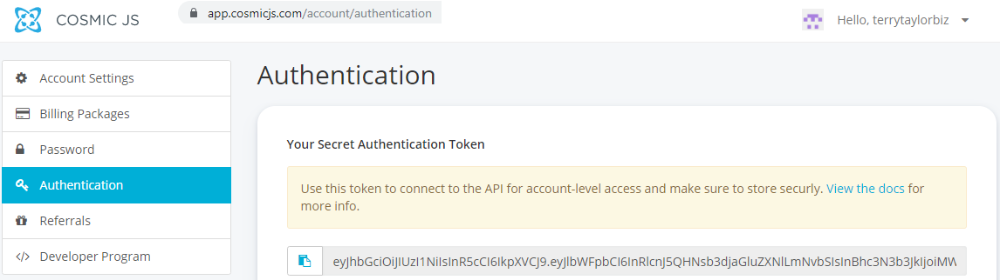 COSMIC JS
app.cosmicjs.com/account/authentication
Hello, terrytaylorbiz
Account Settings
Billing Packages
Password
Authentication
Referrals
Developer Program
Authentication
Your Secret Authentication Token
Use this token to connect to the API for account-level access and make sure to store securly. View the docs for
more info.